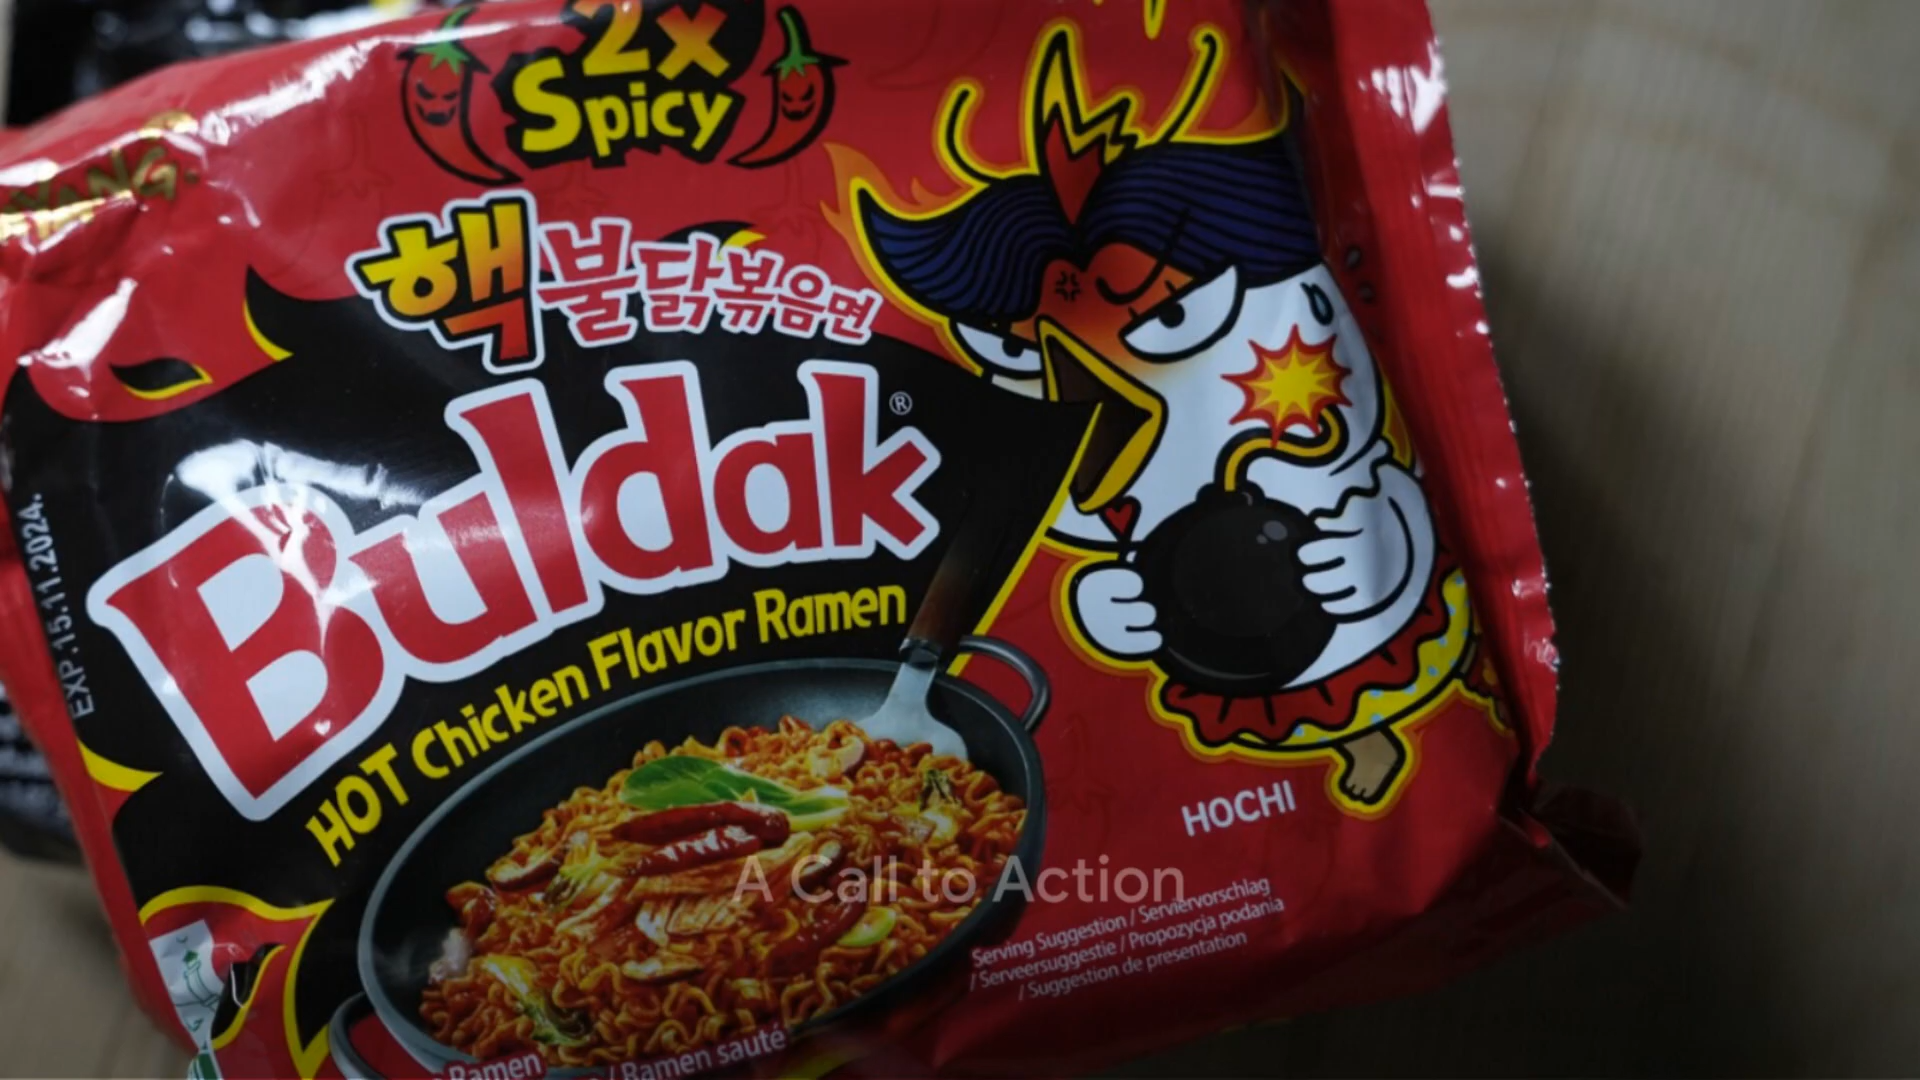 2x
Spicy
YANG.
핵불닭볶음면
Buldak®
HOT Chicken Flavor Ramen
EXP.15.11.2024.
HOCHI
A Call to Action
Serving Suggestion / Serviervorschlag
/ Serveersuggestie / Propozycja podania
/ Suggestion de presentation
Ramen
/ Ramen sauté